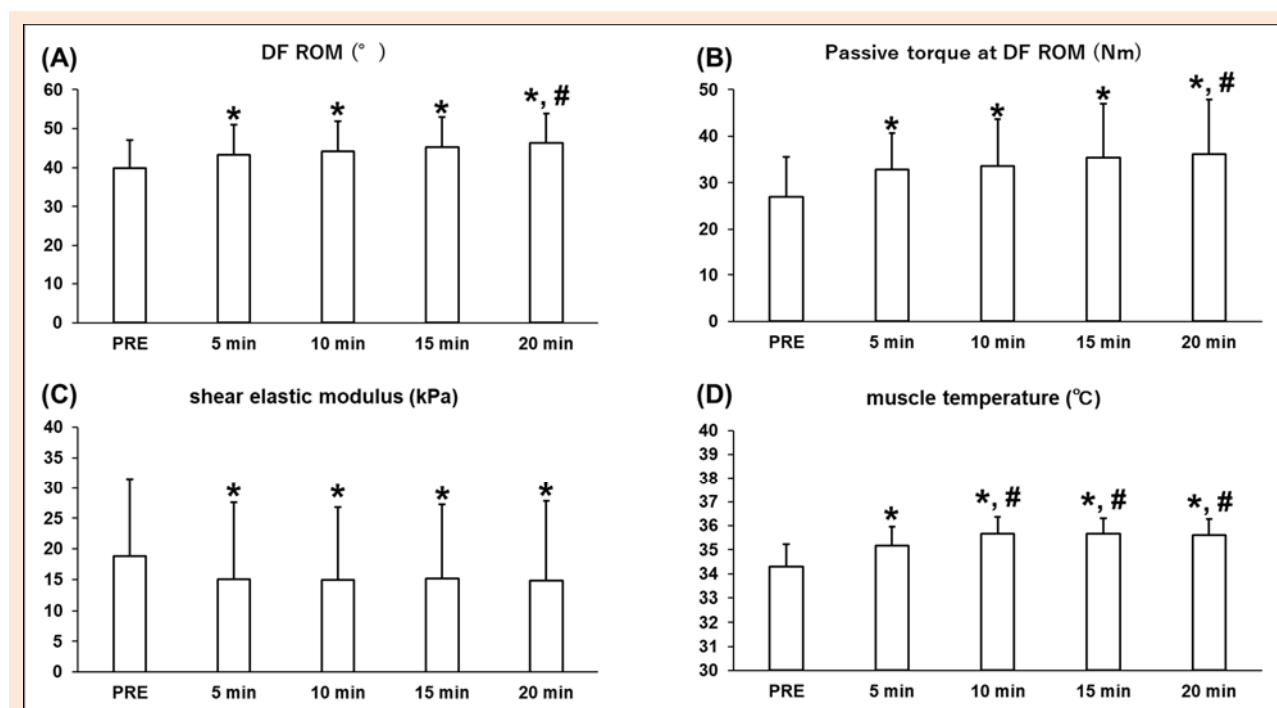 (A)
DF ROM (° )
60
50
40
30
20
10
0
* * * *, #
PRE 5 min 10 min 15 min 20 min
(B)
Passive torque at DF ROM (Nm)
50
40
30
20
10
0
* * * *, #
PRE 5 min 10 min 15 min 20 min
(C)
shear elastic modulus (kPa)
40
35
30
25
20
15
10
5
0
* * * *
PRE 5 min 10 min 15 min 20 min
(D)
muscle temperature (℃)
40
39
38
37
36
35
34
33
32
31
30
* *, # *, # *, #
PRE 5 min 10 min 15 min 20 min